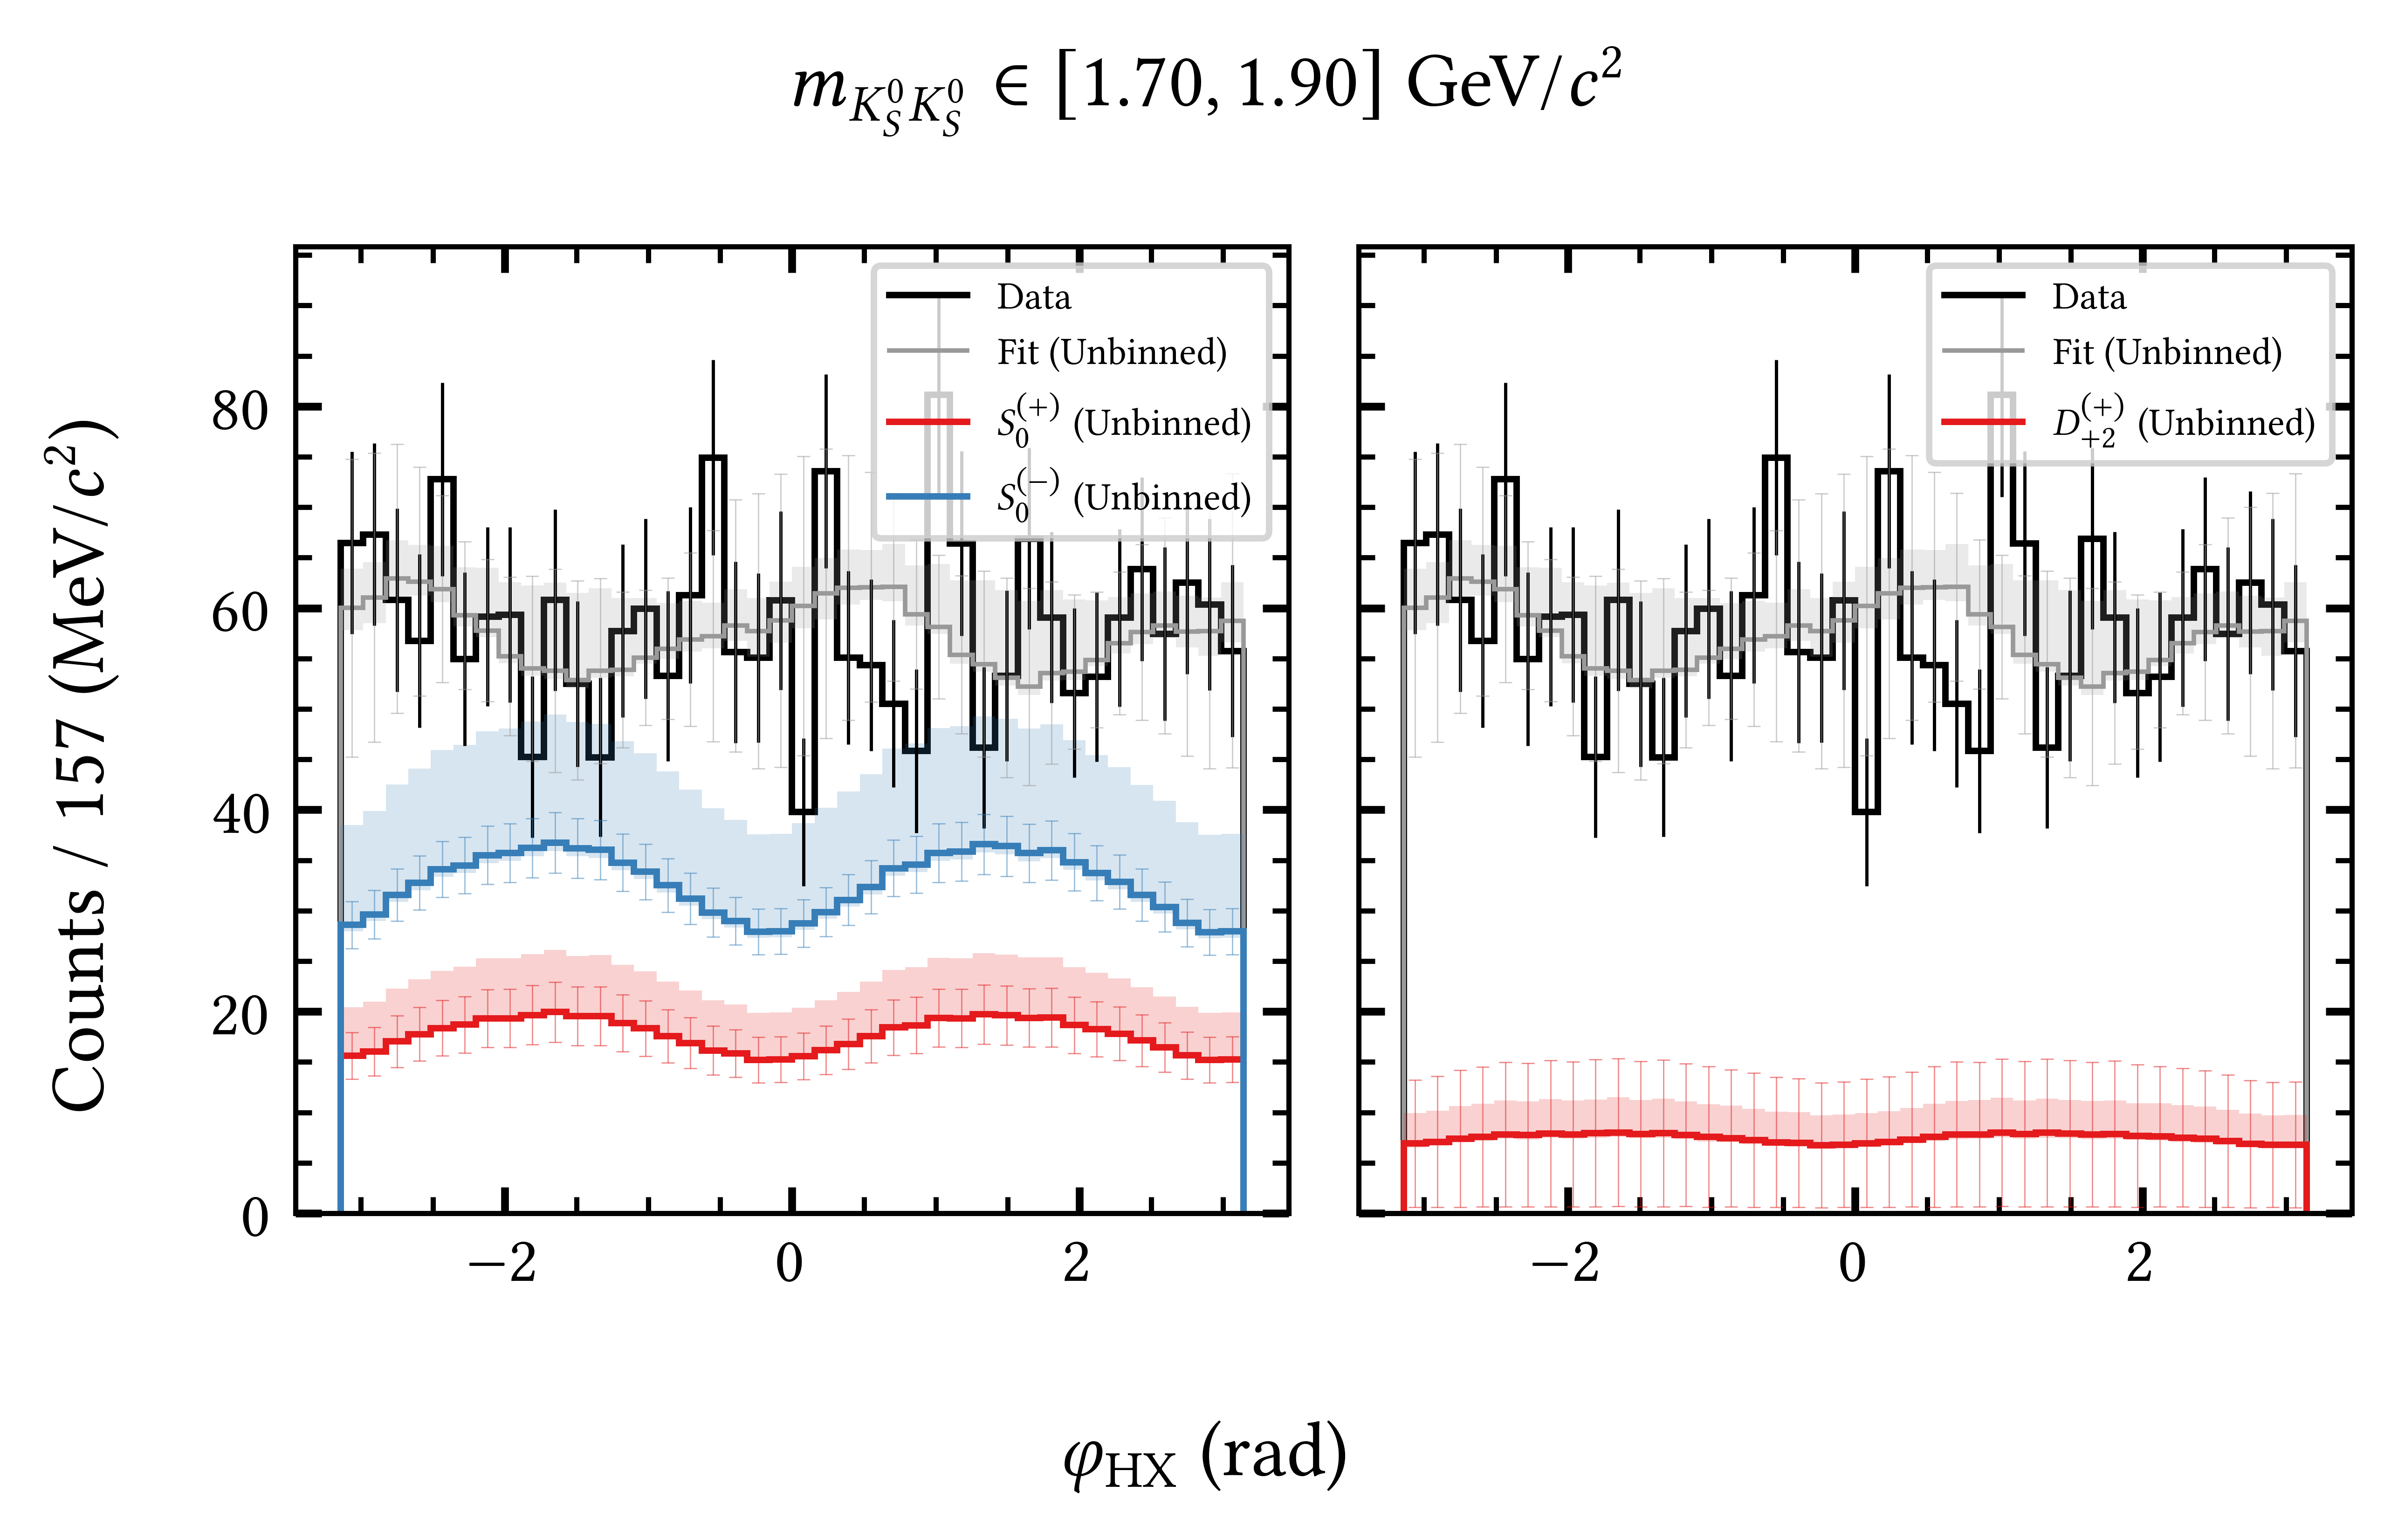 m_{K_S^0 K_S^0} ∈ [1.70, 1.90] GeV/c²
Counts / 157 (MeV/c²)
80
60
40
20
0
Data
Fit (Unbinned)
S_0^{(+)} (Unbinned)
S_0^{(−)} (Unbinned)
−2
0
2
Data
Fit (Unbinned)
D_{+2}^{(+)} (Unbinned)
−2
0
2
φ_{HX} (rad)